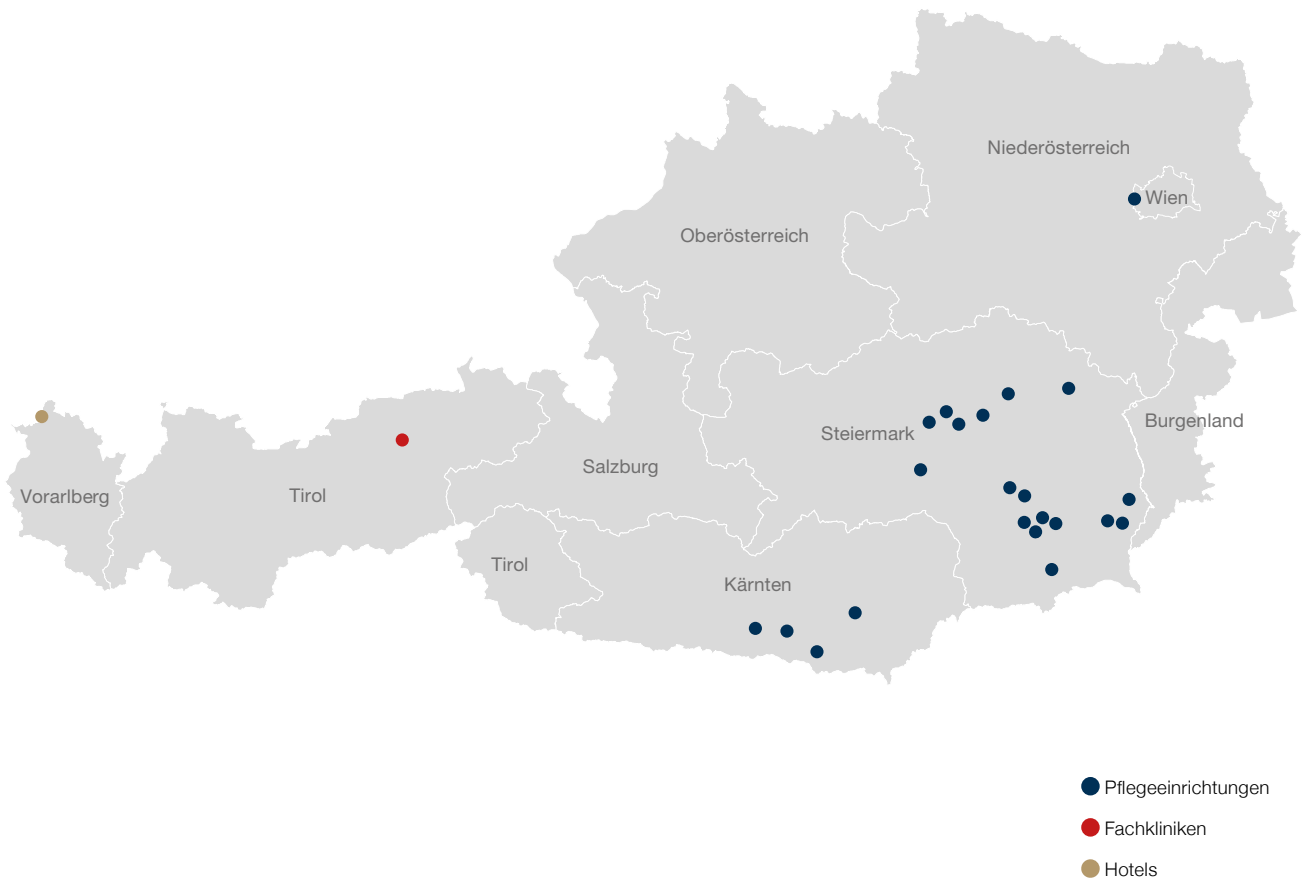 Niederösterreich
Wien
Oberösterreich
Burgenland
Steiermark
Salzburg
Vorarlberg
Tirol
Tirol
Kärnten
Pflegeeinrichtungen
Fachkliniken
Hotels